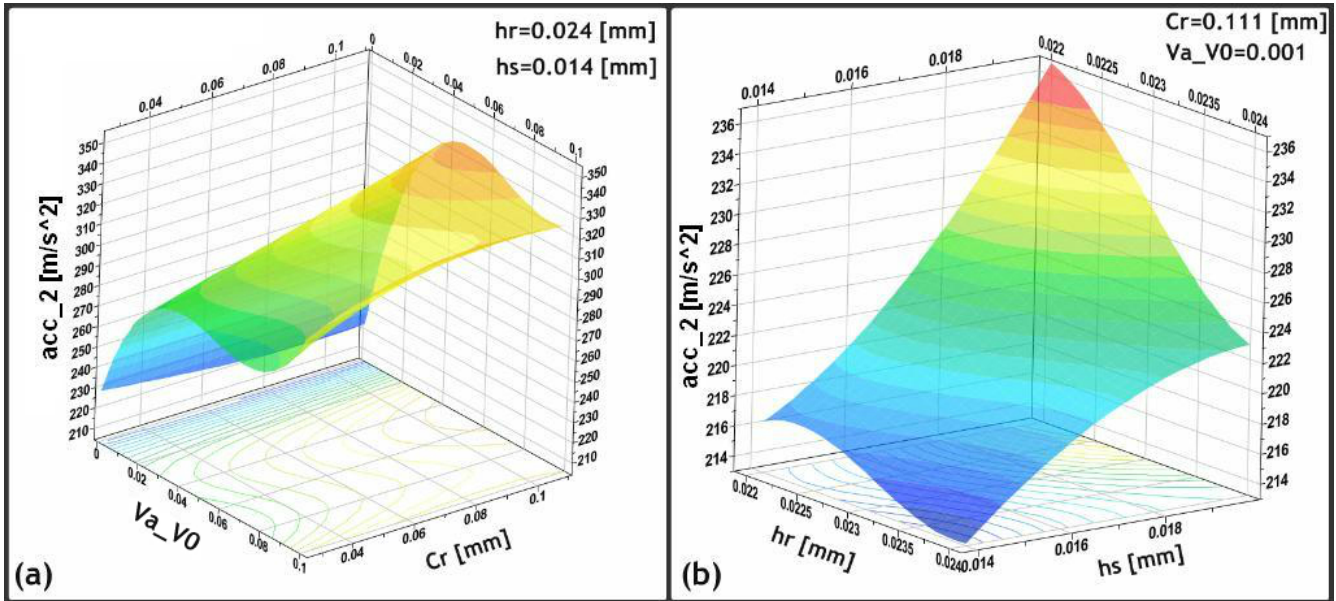 hr=0.024 [mm]
hs=0.014 [mm]
0.04 0.06 0.08 0.1
0 0.02 0.04 0.06 0.08 0.1
350
340
330
320
310
300
290
280
270
260
250
240
230
220
210
acc_2 [m/s^2]
350
340
330
320
310
300
290
280
270
260
250
240
230
220
210
0 0.02 0.04 0.06 0.08 0.1
Va_V0
0.04 0.06 0.08 0.1
Cr [mm]
(a)
Cr=0.111 [mm]
Va_V0=0.001
0.014 0.016 0.018
0.022 0.0225 0.023 0.0235 0.024
236
234
232
230
228
226
224
222
220
218
216
214
acc_2 [m/s^2]
236
234
232
230
228
226
224
222
220
218
216
214
0.022 0.0225 0.023 0.0235 0.024
hr [mm]
0.014 0.016 0.018
hs [mm]
(b)